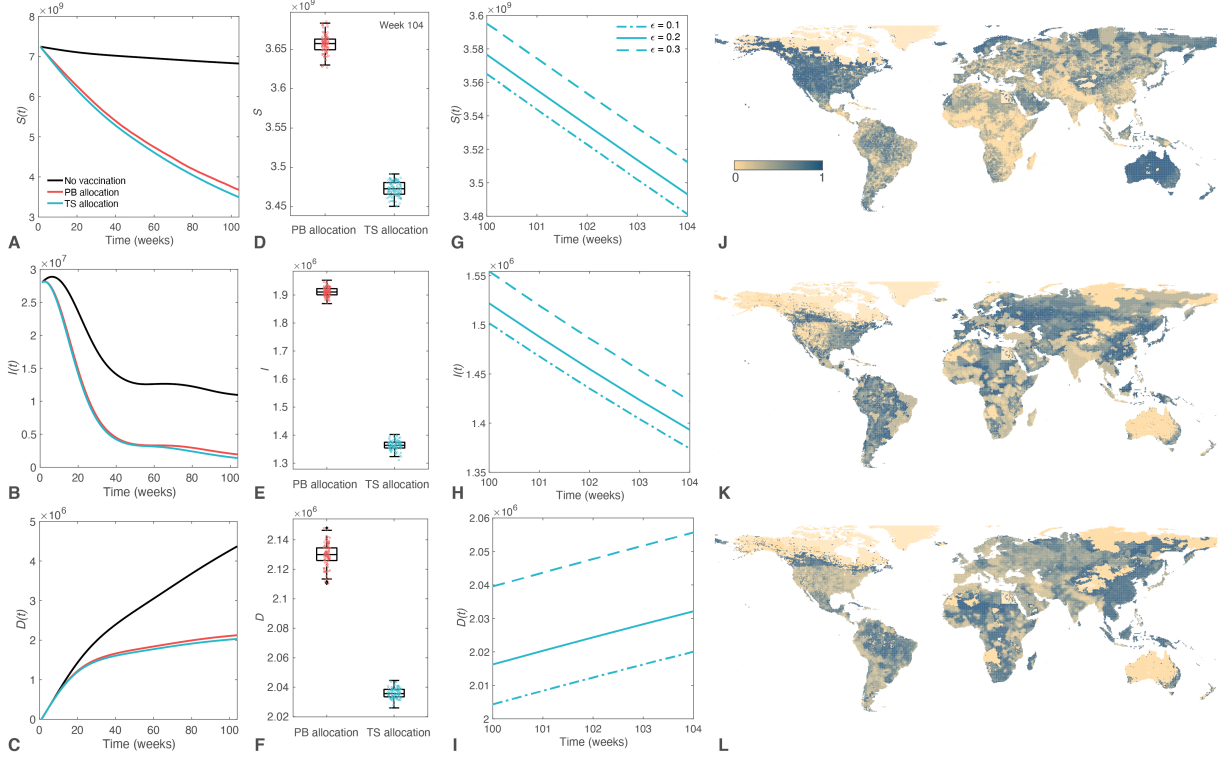 ×10⁹
9
8
7
6
5
4
3
S(t)
No vaccination
PB allocation
TS allocation
0 20 40 60 80 100
Time (weeks)
A
×10⁹
Week 104
3.65
3.6
3.55
3.5
3.45
S
PB allocation TS allocation
D
×10⁹
3.6
3.58
3.56
3.54
3.52
3.5
3.48
S(t)
ϵ = 0.1
ϵ = 0.2
ϵ = 0.3
100 101 102 103 104
Time (weeks)
G
0 1
J
×10⁷
3
2.5
2
1.5
1
0.5
0
I(t)
0 20 40 60 80 100
Time (weeks)
B
×10⁶
1.9
1.8
1.7
1.6
1.5
1.4
1.3
I
PB allocation TS allocation
E
×10⁶
1.55
1.5
1.45
1.4
1.35
I(t)
100 101 102 103 104
Time (weeks)
H
K
×10⁶
5
4
3
2
1
0
D(t)
0 20 40 60 80 100
Time (weeks)
C
×10⁶
2.14
2.12
2.1
2.08
2.06
2.04
2.02
D
PB allocation TS allocation
F
×10⁶
2.06
2.05
2.04
2.03
2.02
2.01
2
D(t)
100 101 102 103 104
Time (weeks)
I
L